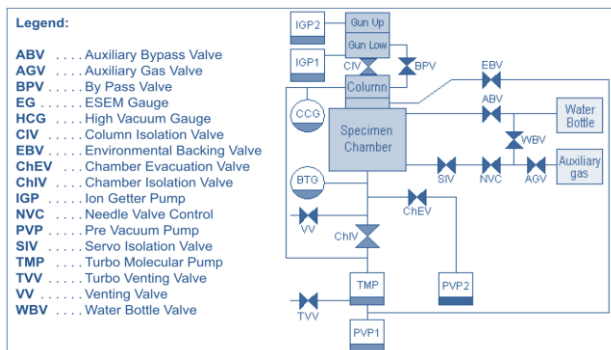 Legend:
ABV .... Auxiliary Bypass Valve
AGV .... Auxiliary Gas Valve
BPV .... By Pass Valve
EG ..... ESEM Gauge
HCG .... High Vacuum Gauge
CIV ..... Column Isolation Valve
EBV .... Environmental Backing Valve
ChEV ... Chamber Evacuation Valve
ChIV .... Chamber Isolation Valve
IGP ..... Ion Getter Pump
NVC .... Needle Valve Control
PVP .... Pre Vacuum Pump
SIV ..... Servo Isolation Valve
TMP .... Turbo Molecular Pump
TVV .... Turbo Venting Valve
VV ...... Venting Valve
WBV .... Water Bottle Valve
IGP2
Gun Up
Gun Low
IGP1
CIV
BPV
EBV
Column
CCG
ABV
Water
Bottle
Specimen
Chamber
WBV
Auxiliary
gas
SIV
NVC
AGV
BTG
ChEV
VV
ChIV
TMP
PVP2
TVV
PVP1